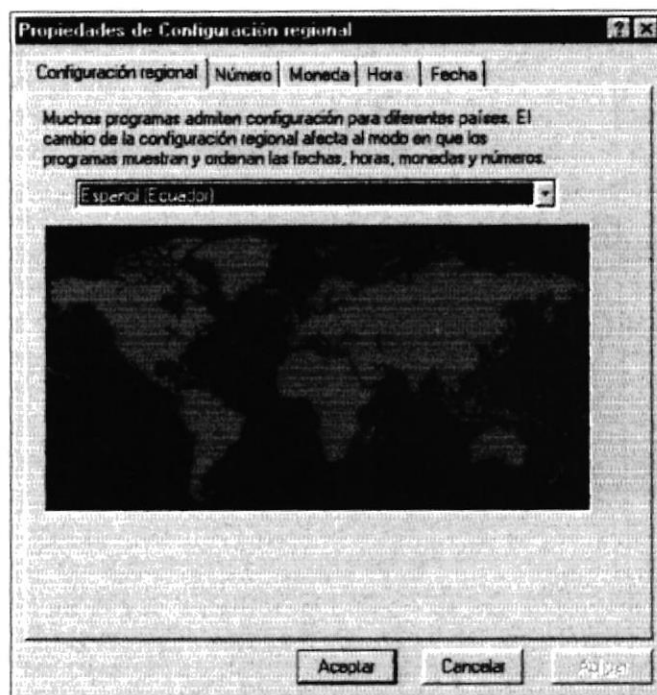 Propiedades de Configuración regional
Configuración regional Número Moneda Hora Fecha
Muchos programas admiten configuración para diferentes países. El
cambio de la configuración regional afecta al modo en que los
programas muestran y ordenan las fechas, horas, monedas y números.
Español (Ecuador)
Aceptar Cancelar